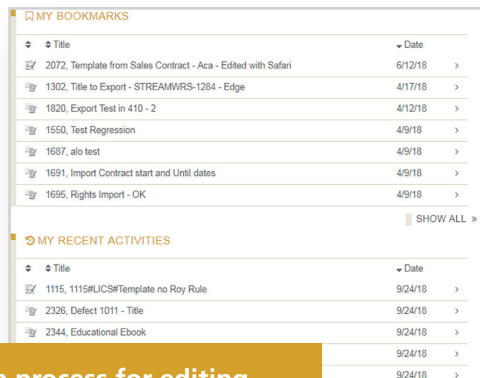 MY BOOKMARKS
Title Date
2072, Template from Sales Contract - Aca - Edited with Safari 6/12/18
1302, Title to Export - STREAMWRS-1284 - Edge 4/17/18
1820, Export Test in 410 - 2 4/12/18
1550, Test Regression 4/9/18
1687, alo test 4/9/18
1691, Import Contract start and Until dates 4/9/18
1695, Rights Import - OK 4/9/18
SHOW ALL »
MY RECENT ACTIVITIES
Title Date
1115, 1115#LICS#Template no Roy Rule 9/24/18
2326, Defect 1011 - Title 9/24/18
2344, Educational Ebook 9/24/18
9/24/18
process for editing
9/24/18